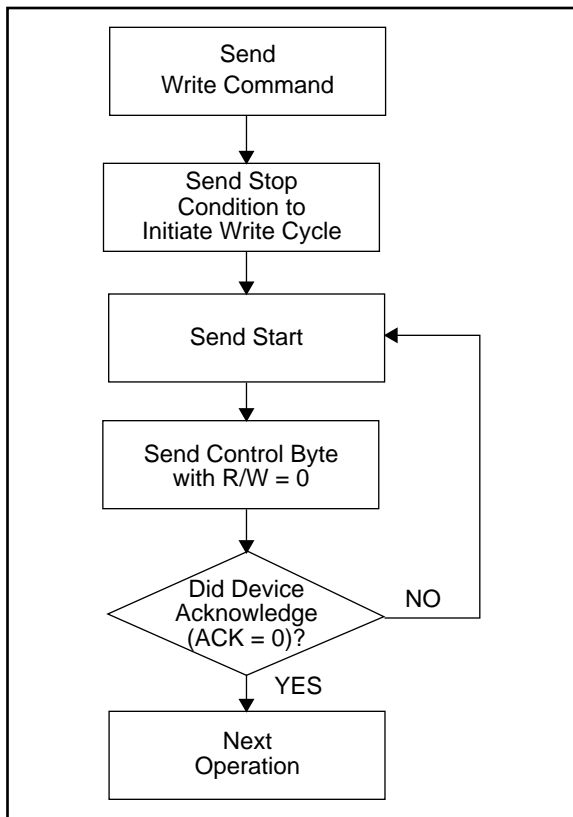 Send
Write Command
Send Stop
Condition to
Initiate Write Cycle
Send Start
Send Control Byte
with R/W = 0
Did Device
Acknowledge
(ACK = 0)?
NO
YES
Next
Operation